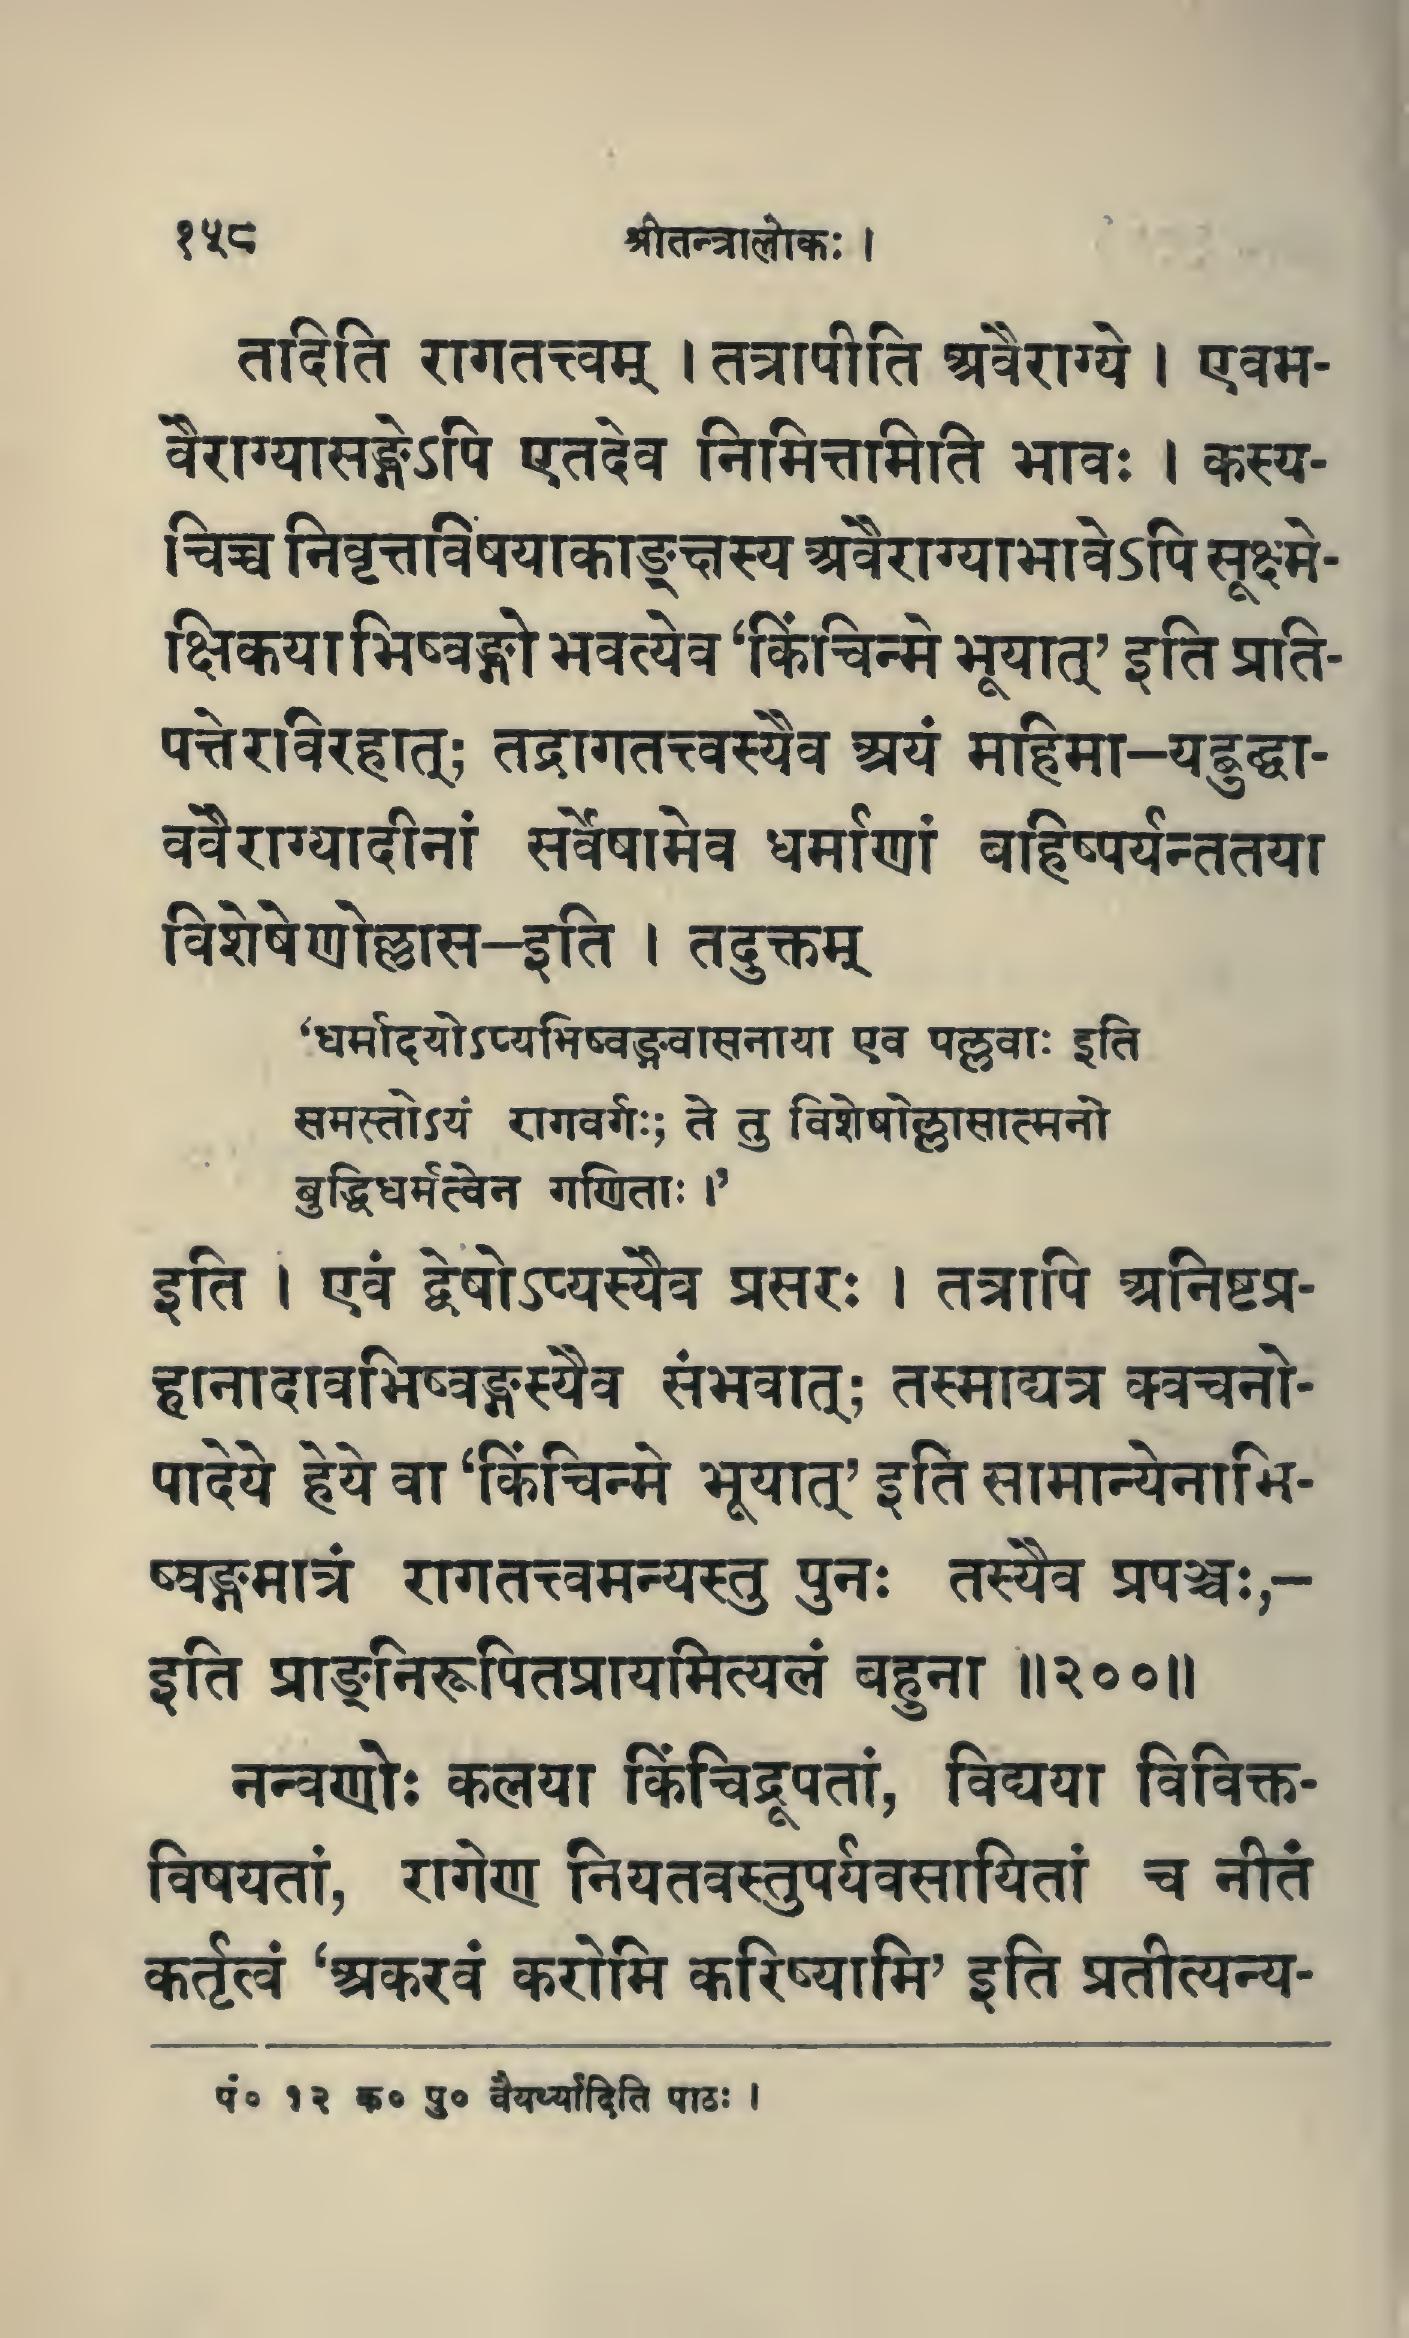 १५८ श्रीतन्त्रालोकः ।
तदिति रागतत्त्वम् । तत्रापीति अवैराग्ये । एवम-
वैराग्यासङ्गेऽपि एतदेव निमित्तमिति भावः । कस्य-
चिच्च निवृत्तविषयाकाङ्क्षस्य अवैराग्याभावेऽपि सूक्ष्मे-
क्षिकयाभिष्वङ्गो भवत्येव ‘किंचिन्मे भूयात्’ इति प्रति-
पत्तेरविरहात्; तद्रागतत्त्वस्यैव अयं महिमा—यद्बुद्धा-
ववैराग्यादीनां सर्वेषामेव धर्माणां बहिष्पर्यन्ततया
विशेषेणोल्लास—इति । तदुक्तम्
‘धर्मादयोऽप्यभिष्वङ्गवासनाया एव पल्लवाः इति
समस्तोऽयं रागवर्गः; ते तु विशेषोल्लासात्मनो
बुद्धिधर्मत्वेन गणिताः ।’
इति । एवं द्वेषोऽप्यस्यैव प्रसरः । तत्रापि अनिष्टप्र-
हानादावभिष्वङ्गस्यैव संभवात्; तस्माद्यत्र क्वचनो-
पादेये हेये वा ‘किंचिन्मे भूयात्’ इति सामान्येनाभि-
ष्वङ्गमात्रं रागतत्त्वमन्यस्तु पुनः तस्यैव प्रपञ्चः,—
इति प्राङ्निरूपितप्रायमित्यलं बहुना ॥२००॥
नन्वणोः कलया किंचिद्रूपतां, विद्यया विविक्त-
विषयतां, रागेण नियतवस्तुपर्यवसायितां च नीतं
कर्तृत्वं ‘अकरवं करोमि करिष्यामि’ इति प्रतीत्यन्य-
पं० १२ क० पु० वैयर्थ्यादिति पाठः ।